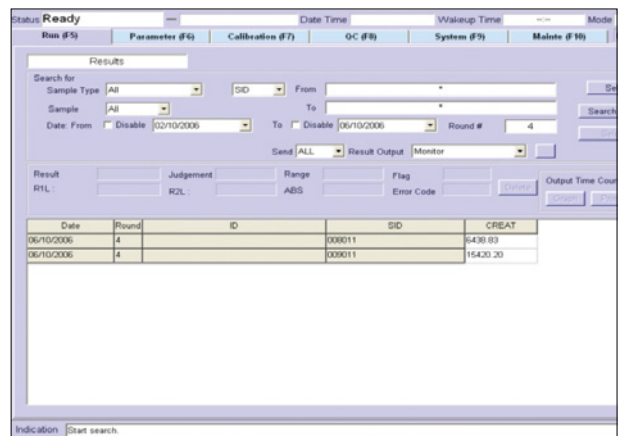 Status Ready — Date Time Wakeup Time --:-- Mode
Run (F5) Parameter (F6) Calibration (F7) QC (F8) System (F9) Mainte (F10)
Results
Search for
Sample Type All SID From *
Sample All To * Search
Date: From Disable 02/10/2006 To Disable 06/10/2006 Round # 4
Send ALL Result Output Monitor
Result Judgement Range Flag
R1L : R2L : ABS Error Code Delete Output Time Cour
Graph
Date Round ID SID CREAT
06/10/2006 4 008011 6438.83
06/10/2006 4 009011 15420.20
Indication Start search.